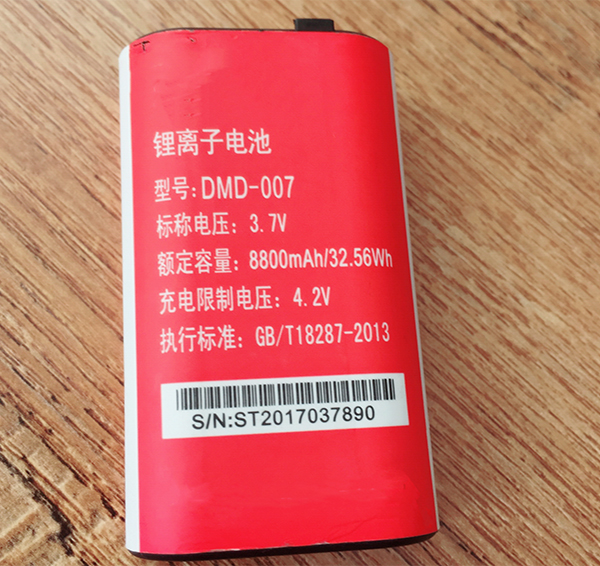 锂离子电池
型号:DMD-007
标称电压: 3.7V
额定容量: 8800mAh/32.56Wh
充电限制电压: 4.2V
执行标准: GB/T18287-2013
S/N:ST2017037890